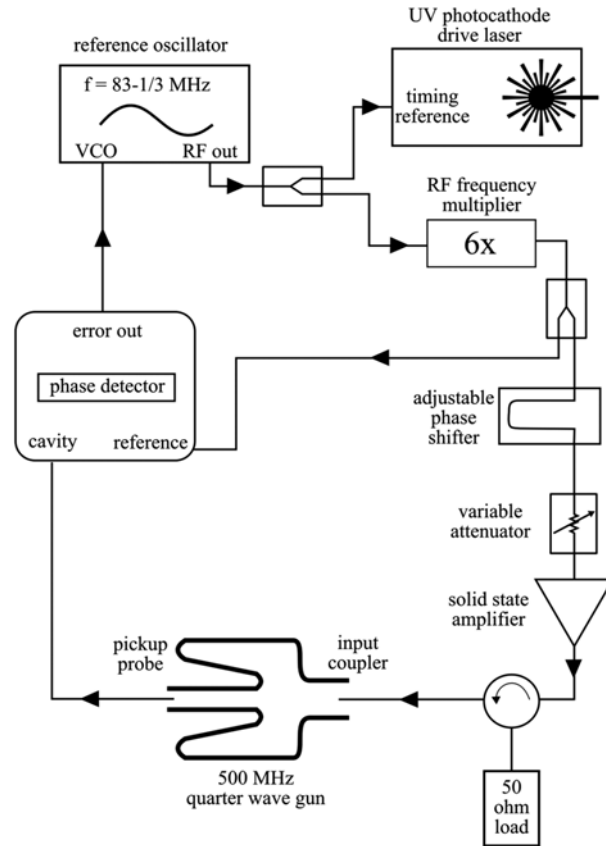 UV photocathode
drive laser
reference oscillator
f = 83-1/3 MHz
VCO
RF out
timing
reference
RF frequency
multiplier
6x
error out
phase detector
cavity
reference
adjustable
phase
shifter
variable
attenuator
solid state
amplifier
pickup
probe
input
coupler
500 MHz
quarter wave gun
50
ohm
load